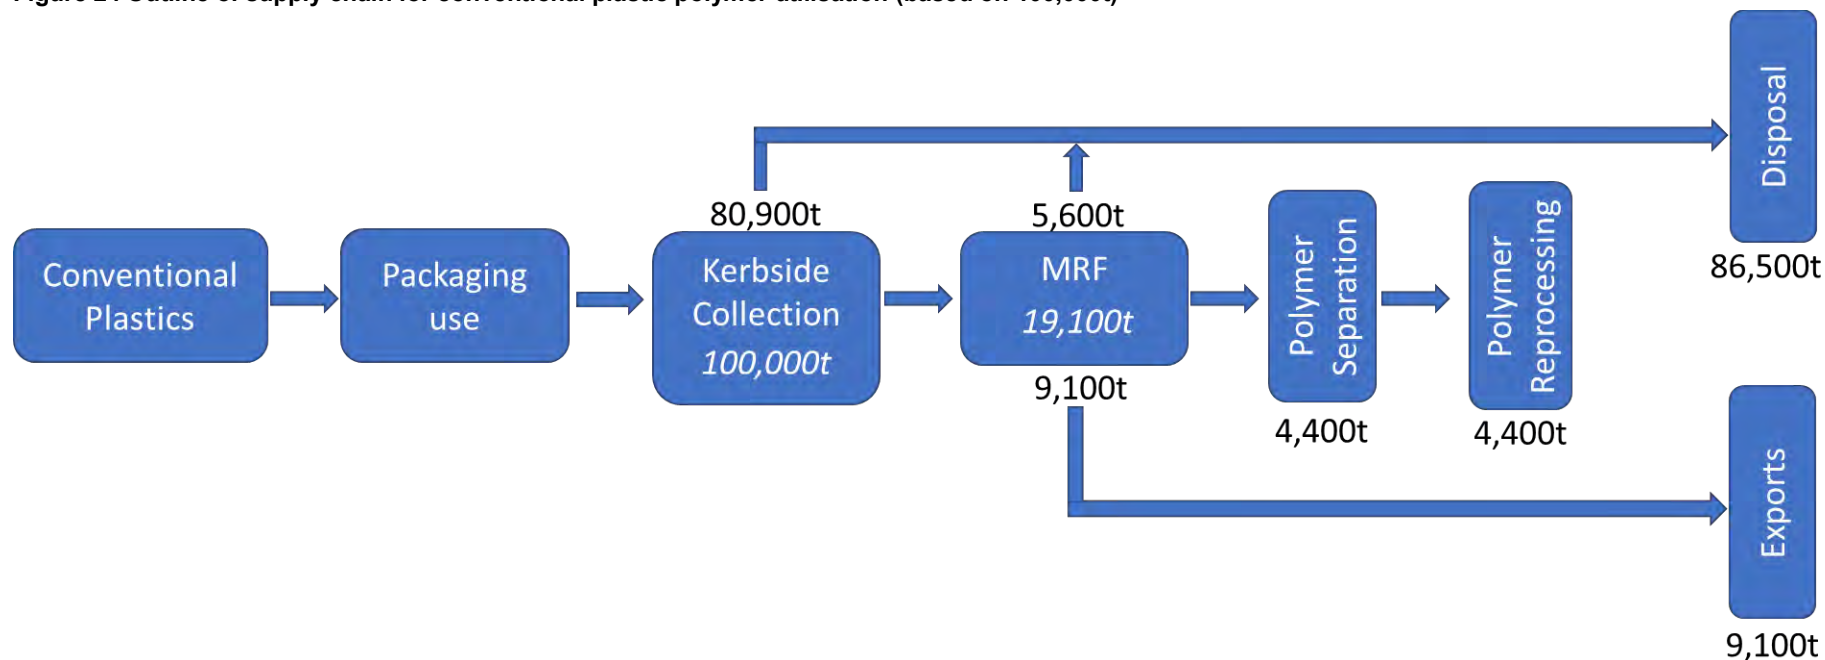 Conventional
Plastics
Packaging
use
80,900t
Kerbside
Collection
100,000t
5,600t
MRF
19,100t
9,100t
Polymer
Separation
4,400t
Polymer
Reprocessing
4,400t
Disposal
86,500t
Exports
9,100t